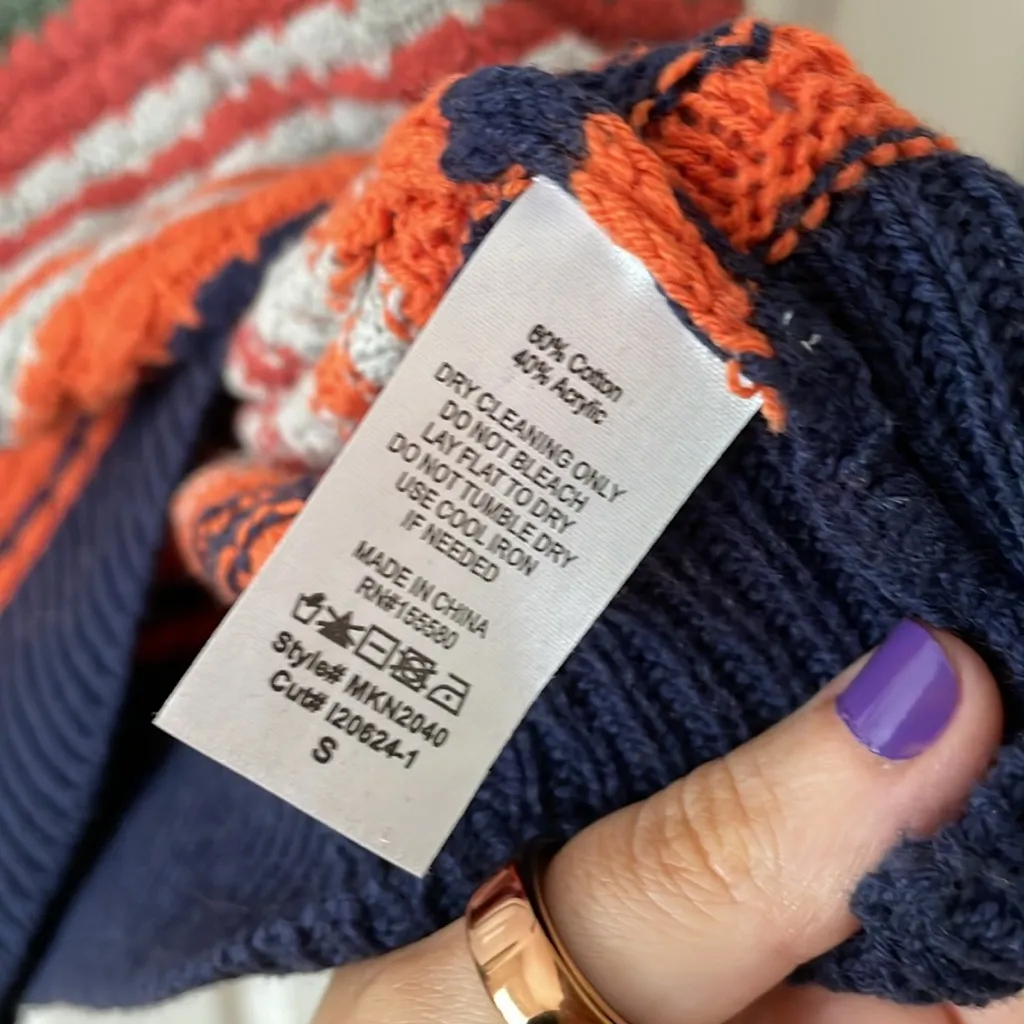 60% Cotton
40% Acrylic
DRY CLEANING ONLY
DO NOT BLEACH
LAY FLAT TO DRY
DO NOT TUMBLE DRY
USE COOL IRON
IF NEEDED
MADE IN CHINA
RN#155580
Style# MKN2040
Cut# I20624-1
S